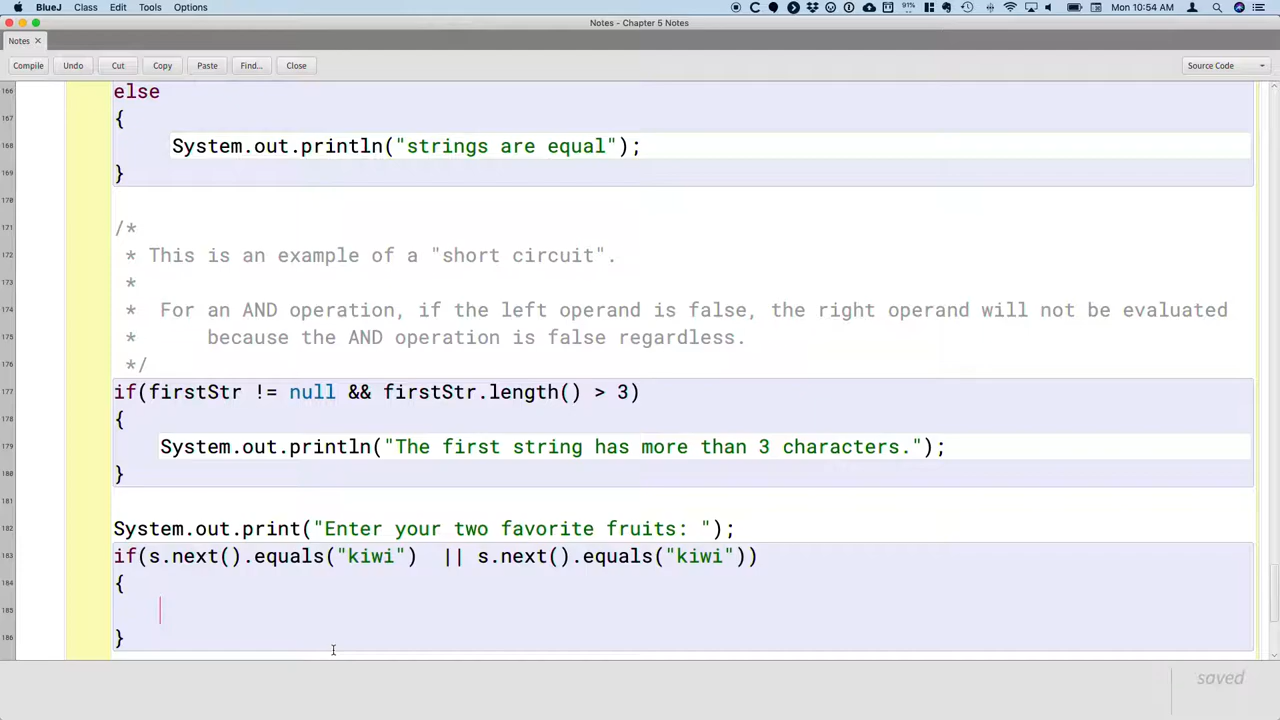 BlueJ Class Edit Tools Options 91% Mon 10:54 AM
Notes - Chapter 5 Notes
Notes ×
Compile Undo Cut Copy Paste Find... Close Source Code
166 else
167 {
168 System.out.println("strings are equal");
169 }
170
171 /*
172 * This is an example of a "short circuit".
173 *
174 * For an AND operation, if the left operand is false, the right operand will not be evaluated
175 * because the AND operation is false regardless.
176 */
177 if(firstStr != null && firstStr.length() > 3)
178 {
179 System.out.println("The first string has more than 3 characters.");
180 }
181
182 System.out.print("Enter your two favorite fruits: ");
183 if(s.next().equals("kiwi")  || s.next().equals("kiwi"))
184 {
185
186 }
saved